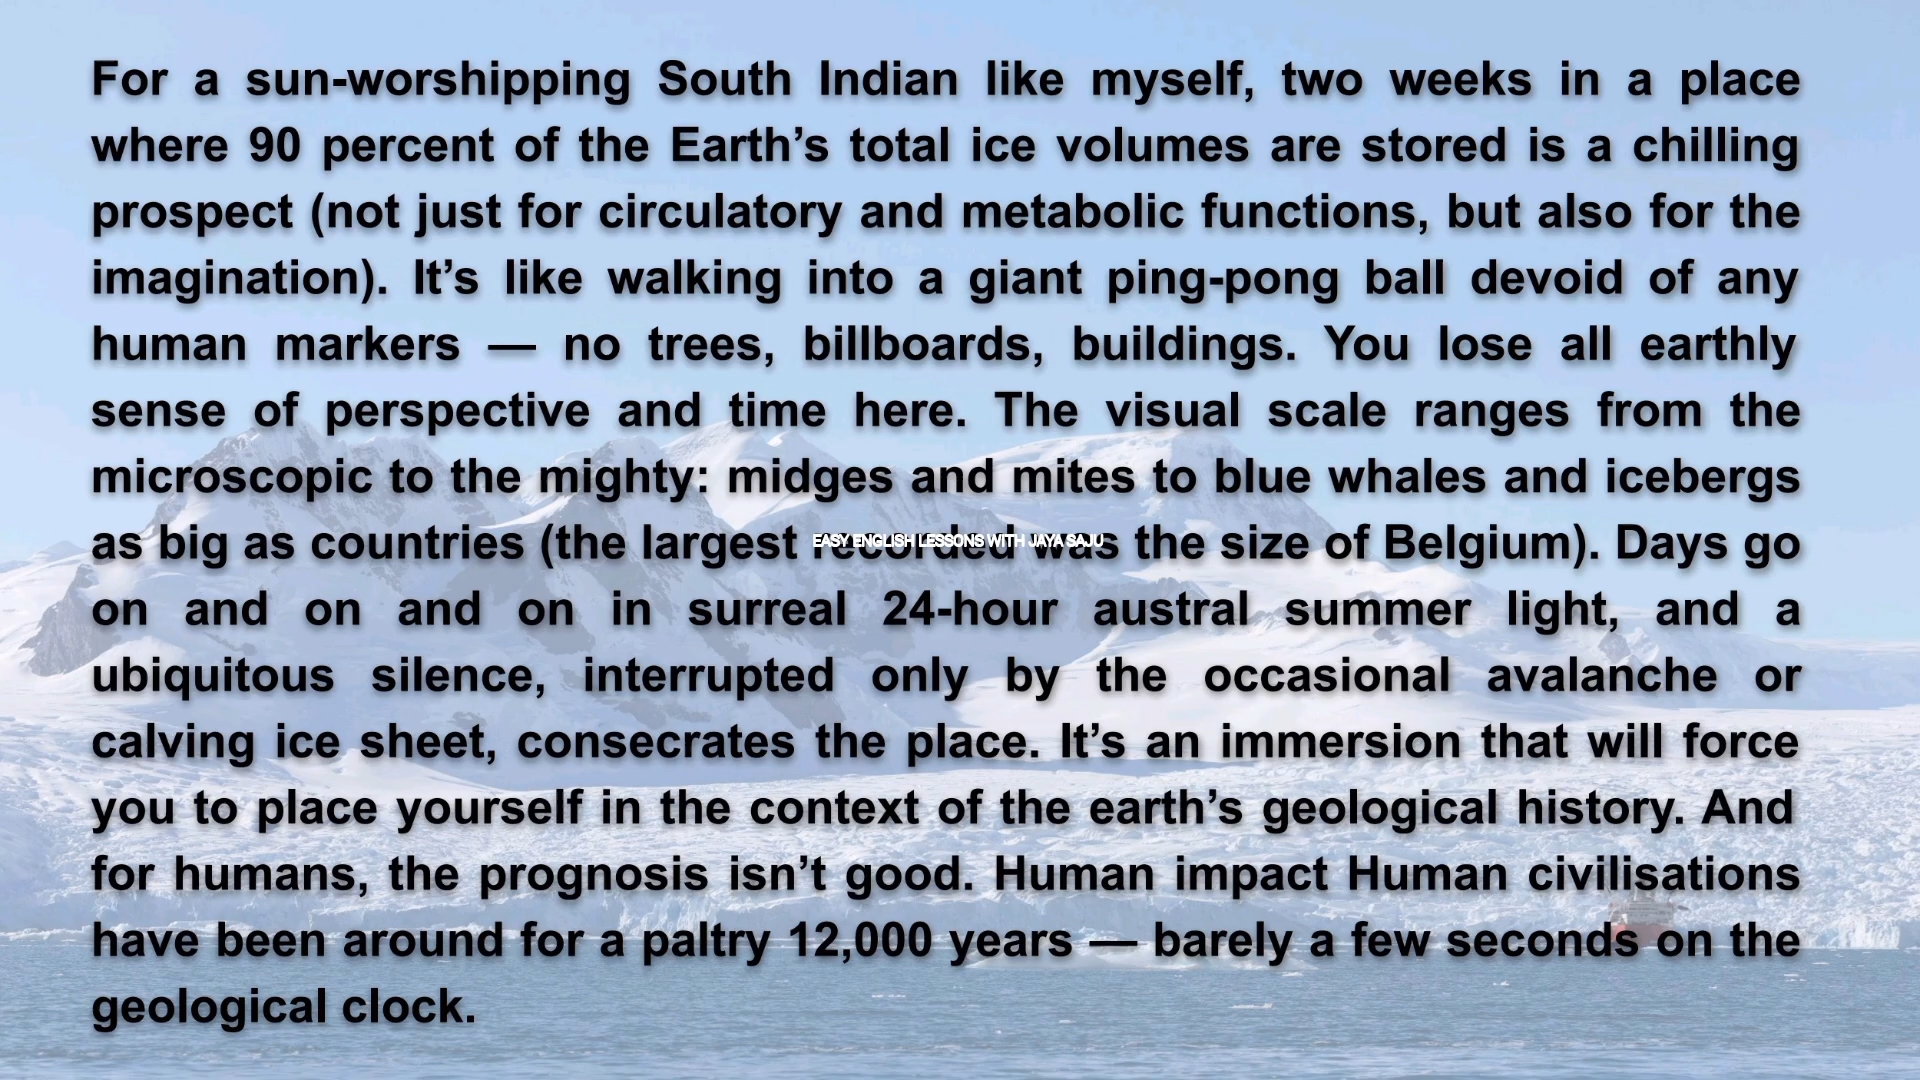 For a sun-worshipping South Indian like myself, two weeks in a place
where 90 percent of the Earth’s total ice volumes are stored is a chilling
prospect (not just for circulatory and metabolic functions, but also for the
imagination). It’s like walking into a giant ping-pong ball devoid of any
human markers — no trees, billboards, buildings. You lose all earthly
sense of perspective and time here. The visual scale ranges from the
microscopic to the mighty: midges and mites to blue whales and icebergs
as big as countries (the largest recorded was the size of Belgium). Days go
EASY ENGLISH LESSONS WITH JAYA SAJU
on and on and on in surreal 24-hour austral summer light, and a
ubiquitous silence, interrupted only by the occasional avalanche or
calving ice sheet, consecrates the place. It’s an immersion that will force
you to place yourself in the context of the earth’s geological history. And
for humans, the prognosis isn’t good. Human impact Human civilisations
have been around for a paltry 12,000 years — barely a few seconds on the
geological clock.